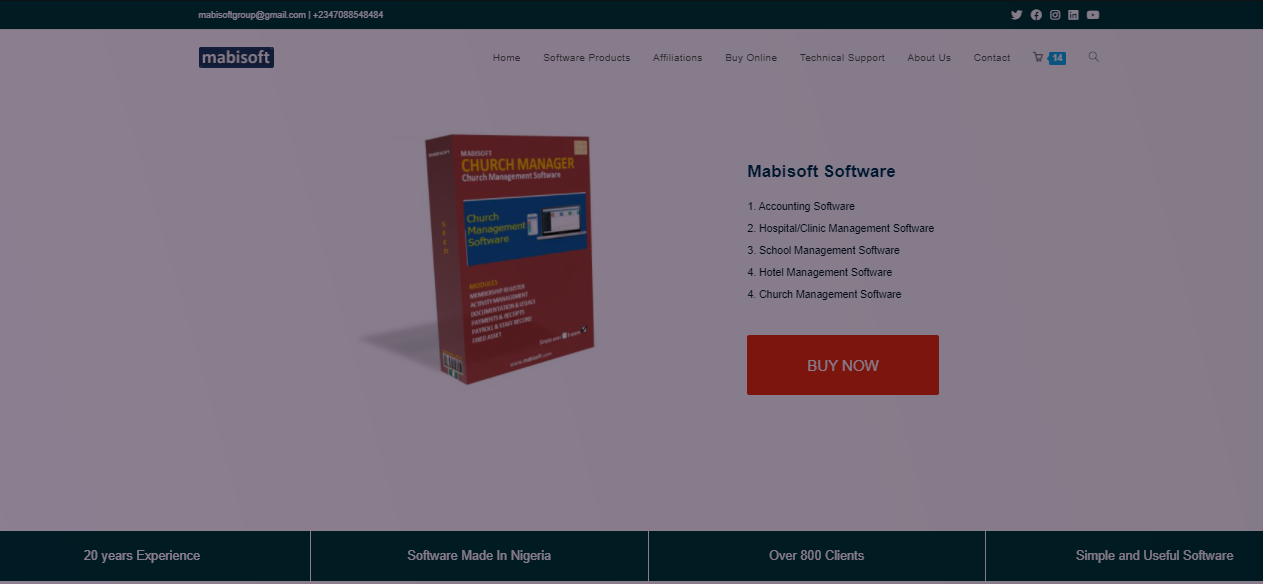 mabisoftgroup@gmail.com | +2347088548484
mabisoft
Home Software Products Affiliations Buy Online Technical Support About Us Contact 14
MABISOFT
CHURCH MANAGER
Church Management Software
Church
Management
Software
MODULES
MEMBERSHIP REGISTER
ACTIVITY MANAGEMENT
DOCUMENTATION & LEGALS
PAYMENTS & RECEIPTS
PAYROLL & STAFF RECORD
FIXED ASSET
www.mabisoft.com
Mabisoft Software
1. Accounting Software
2. Hospital/Clinic Management Software
3. School Management Software
4. Hotel Management Software
4. Church Management Software
BUY NOW
20 years Experience
Software Made In Nigeria
Over 800 Clients
Simple and Useful Software